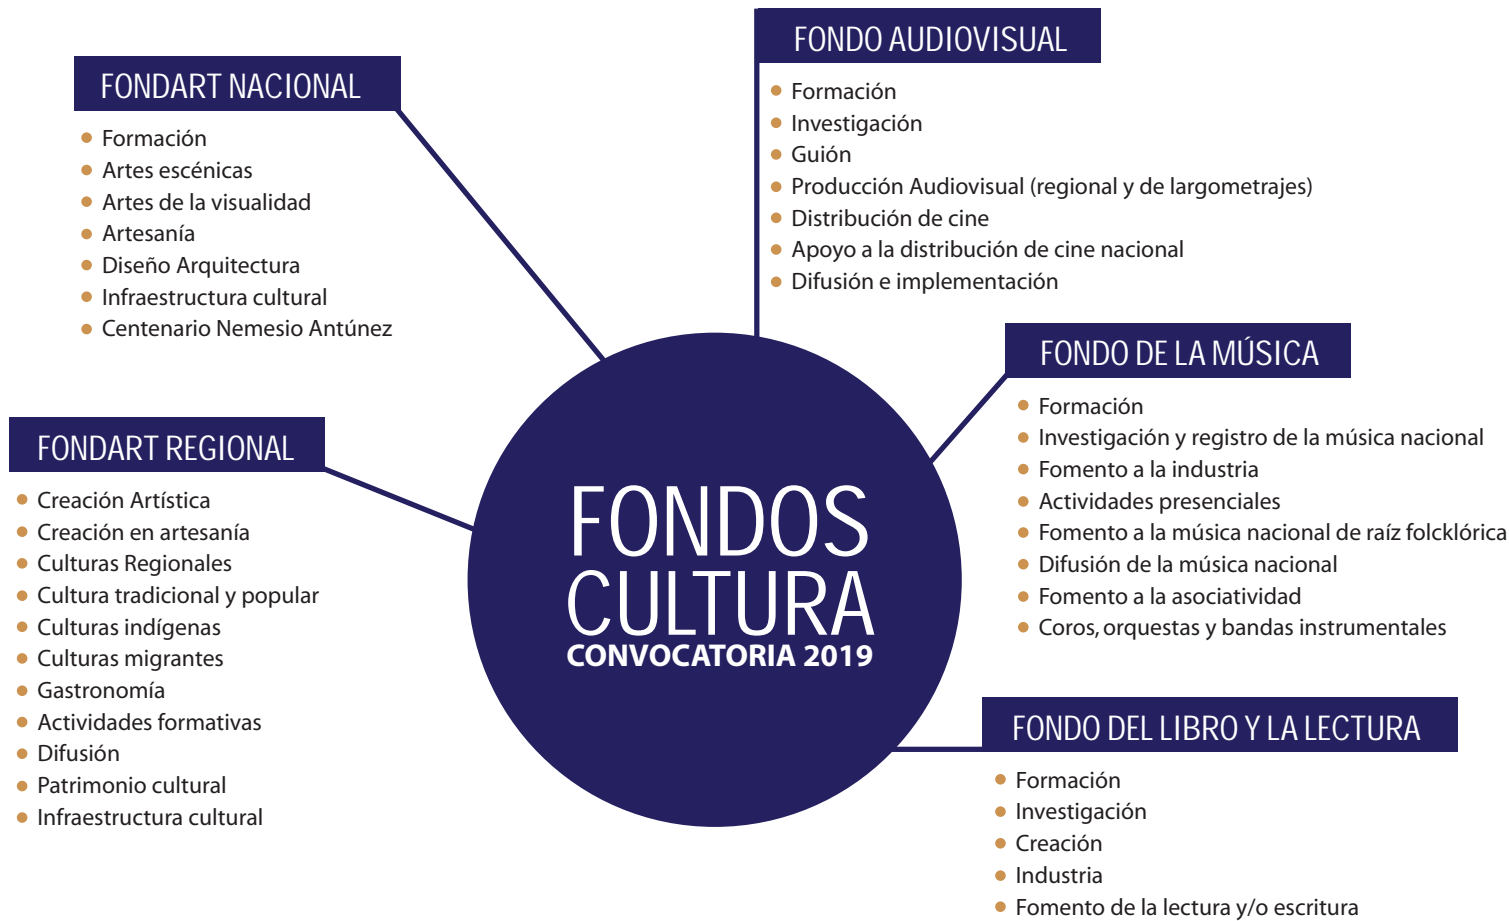 FONDART NACIONAL
Formación
Artes escénicas
Artes de la visualidad
Artesanía
Diseño Arquitectura
Infraestructura cultural
Centenario Nemesio Antúnez
FONDO AUDIOVISUAL
Formación
Investigación
Guión
Producción Audiovisual (regional y de largometrajes)
Distribución de cine
Apoyo a la distribución de cine nacional
Difusión e implementación
FONDO DE LA MÚSICA
Formación
Investigación y registro de la música nacional
Fomento a la industria
Actividades presenciales
Fomento a la música nacional de raíz folcklórica
Difusión de la música nacional
Fomento a la asociatividad
Coros, orquestas y bandas instrumentales
FONDART REGIONAL
Creación Artística
Creación en artesanía
Culturas Regionales
Cultura tradicional y popular
Culturas indígenas
Culturas migrantes
Gastronomía
Actividades formativas
Difusión
Patrimonio cultural
Infraestructura cultural
FONDOS
CULTURA
CONVOCATORIA 2019
FONDO DEL LIBRO Y LA LECTURA
Formación
Investigación
Creación
Industria
Fomento de la lectura y/o escritura